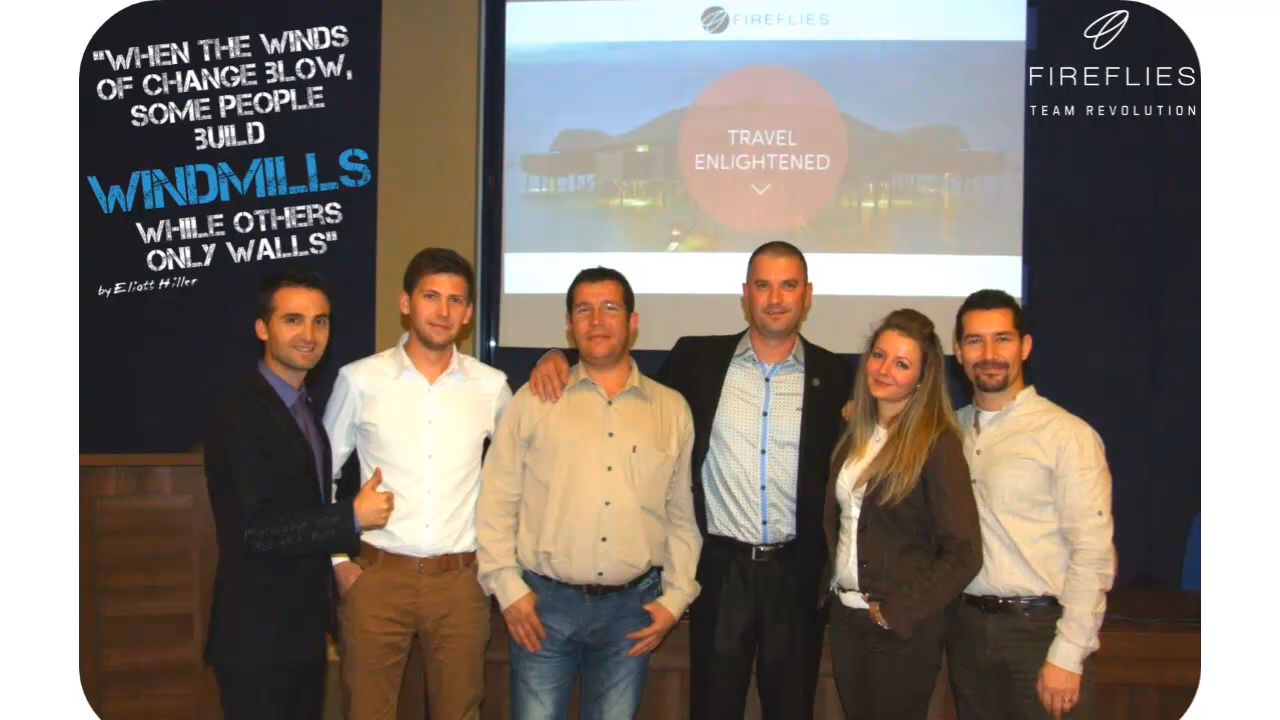 "WHEN THE WINDS
OF CHANGE BLOW,
SOME PEOPLE
BUILD
WINDMILLS
WHILE OTHERS
ONLY WALLS"
by Eliott Hiller
FIREFLIES
TRAVEL
ENLIGHTENED
FIREFLIES
TEAM REVOLUTION